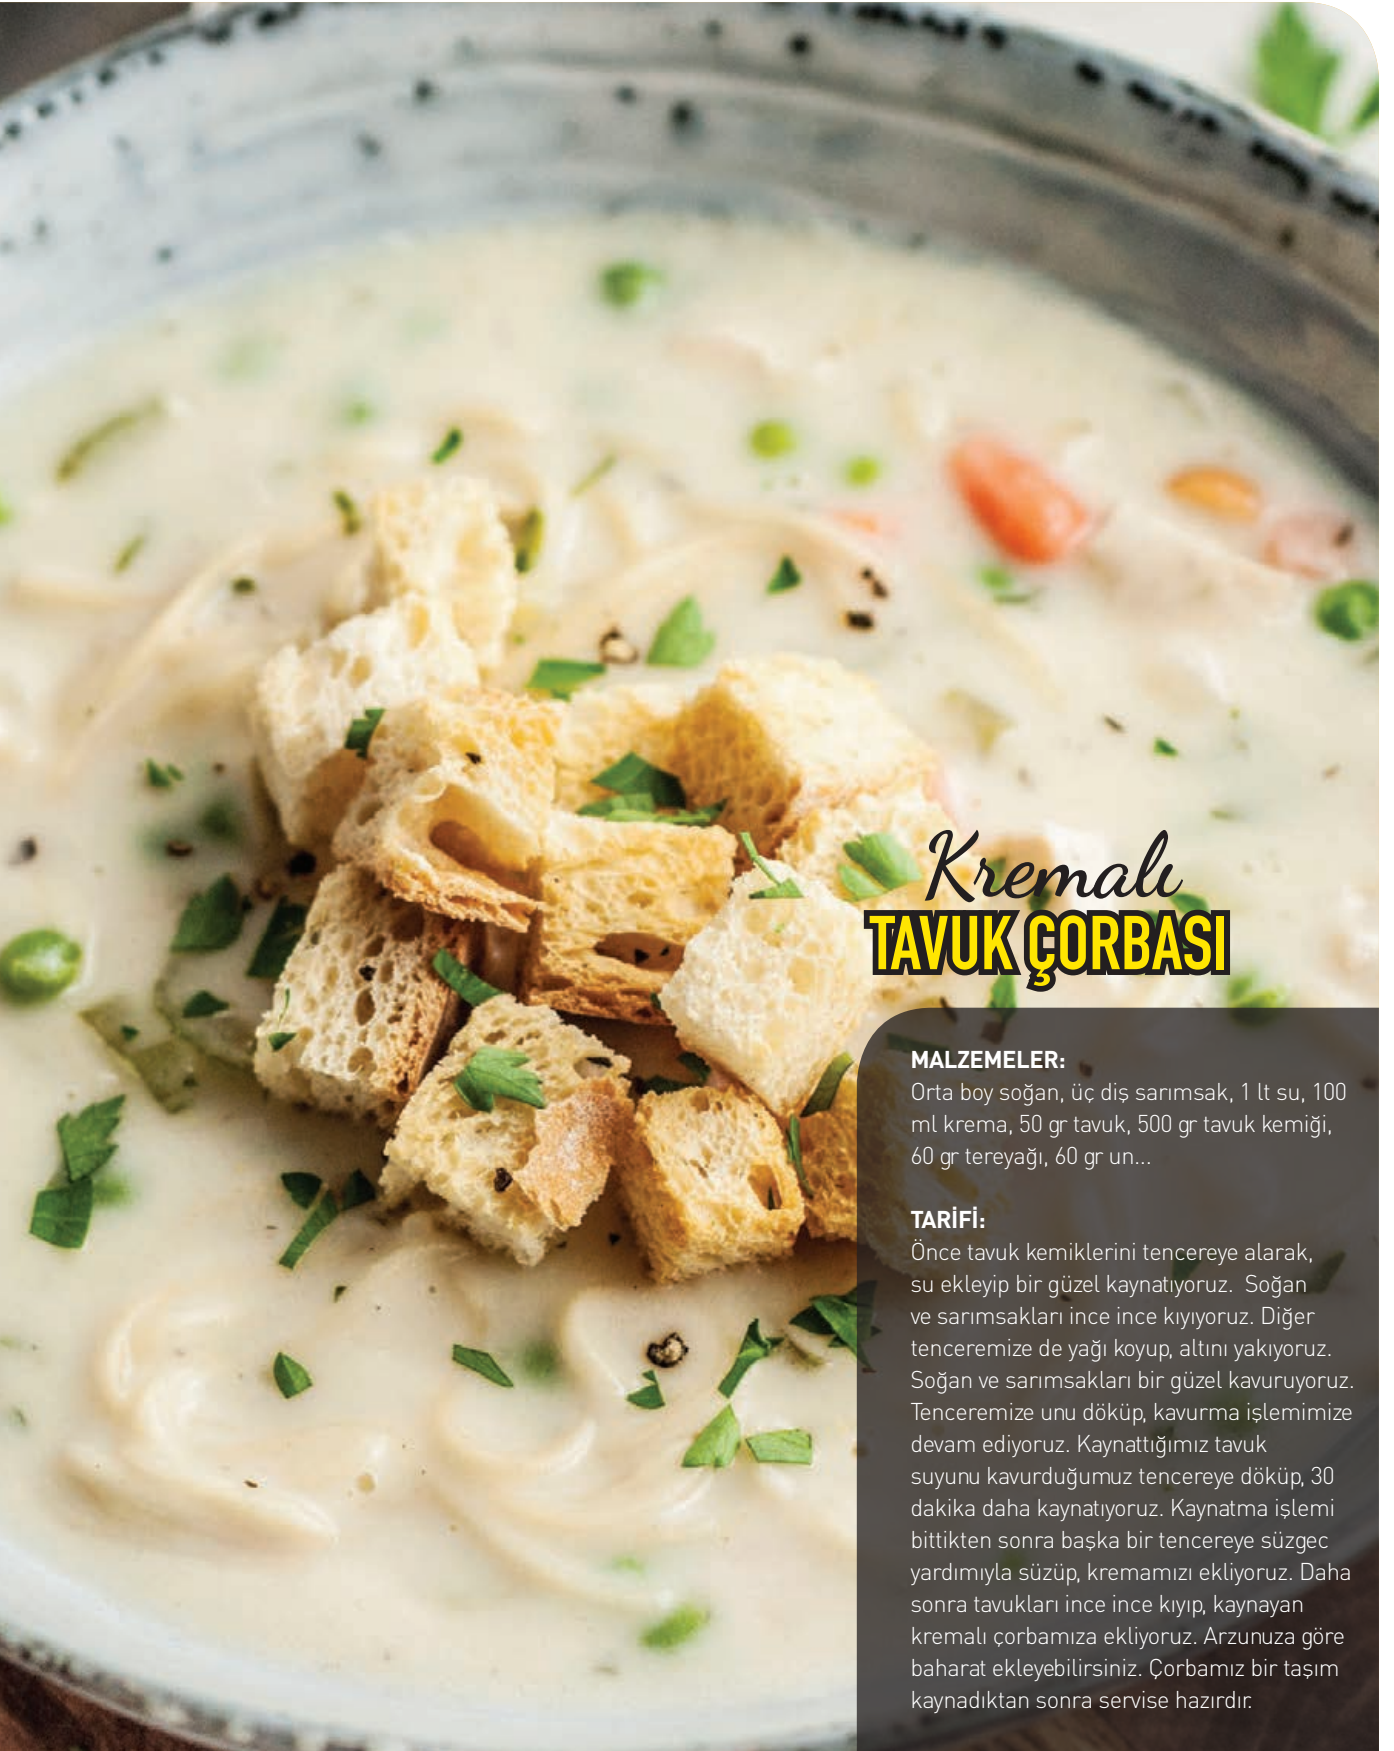 Kremalı
TAVUK ÇORBASI
MALZEMELER:
Orta boy soğan, üç diş sarımsak, 1 lt su, 100
ml krema, 50 gr tavuk, 500 gr tavuk kemiği,
60 gr tereyağı, 60 gr un...
TARİFİ:
Önce tavuk kemiklerini tencereye alarak,
su ekleyip bir güzel kaynatıyoruz.  Soğan
ve sarımsakları ince ince kıyıyoruz. Diğer
tenceremize de yağı koyup, altını yakıyoruz.
Soğan ve sarımsakları bir güzel kavuruyoruz.
Tenceremize unu döküp, kavurma işlemimize
devam ediyoruz. Kaynattığımız tavuk
suyunu kavurduğumuz tencereye döküp, 30
dakika daha kaynatıyoruz. Kaynatma işlemi
bittikten sonra başka bir tencereye süzgec
yardımıyla süzüp, kremamızı ekliyoruz. Daha
sonra tavukları ince ince kıyıp, kaynayan
kremalı çorbamıza ekliyoruz. Arzunuza göre
baharat ekleyebilirsiniz. Çorbamız bir taşım
kaynadıktan sonra servise hazırdır.